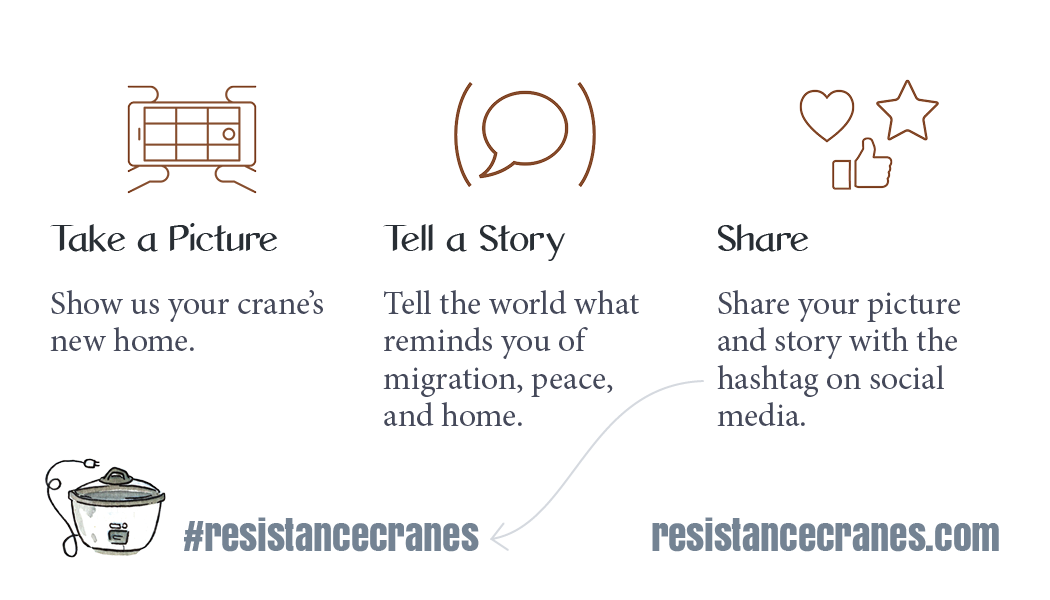 Take a Picture
Show us your crane’s
new home.
Tell a Story
Tell the world what
reminds you of
migration, peace,
and home.
Share
Share your picture
and story with the
hashtag on social
media.
#resistancecranes
resistancecranes.com